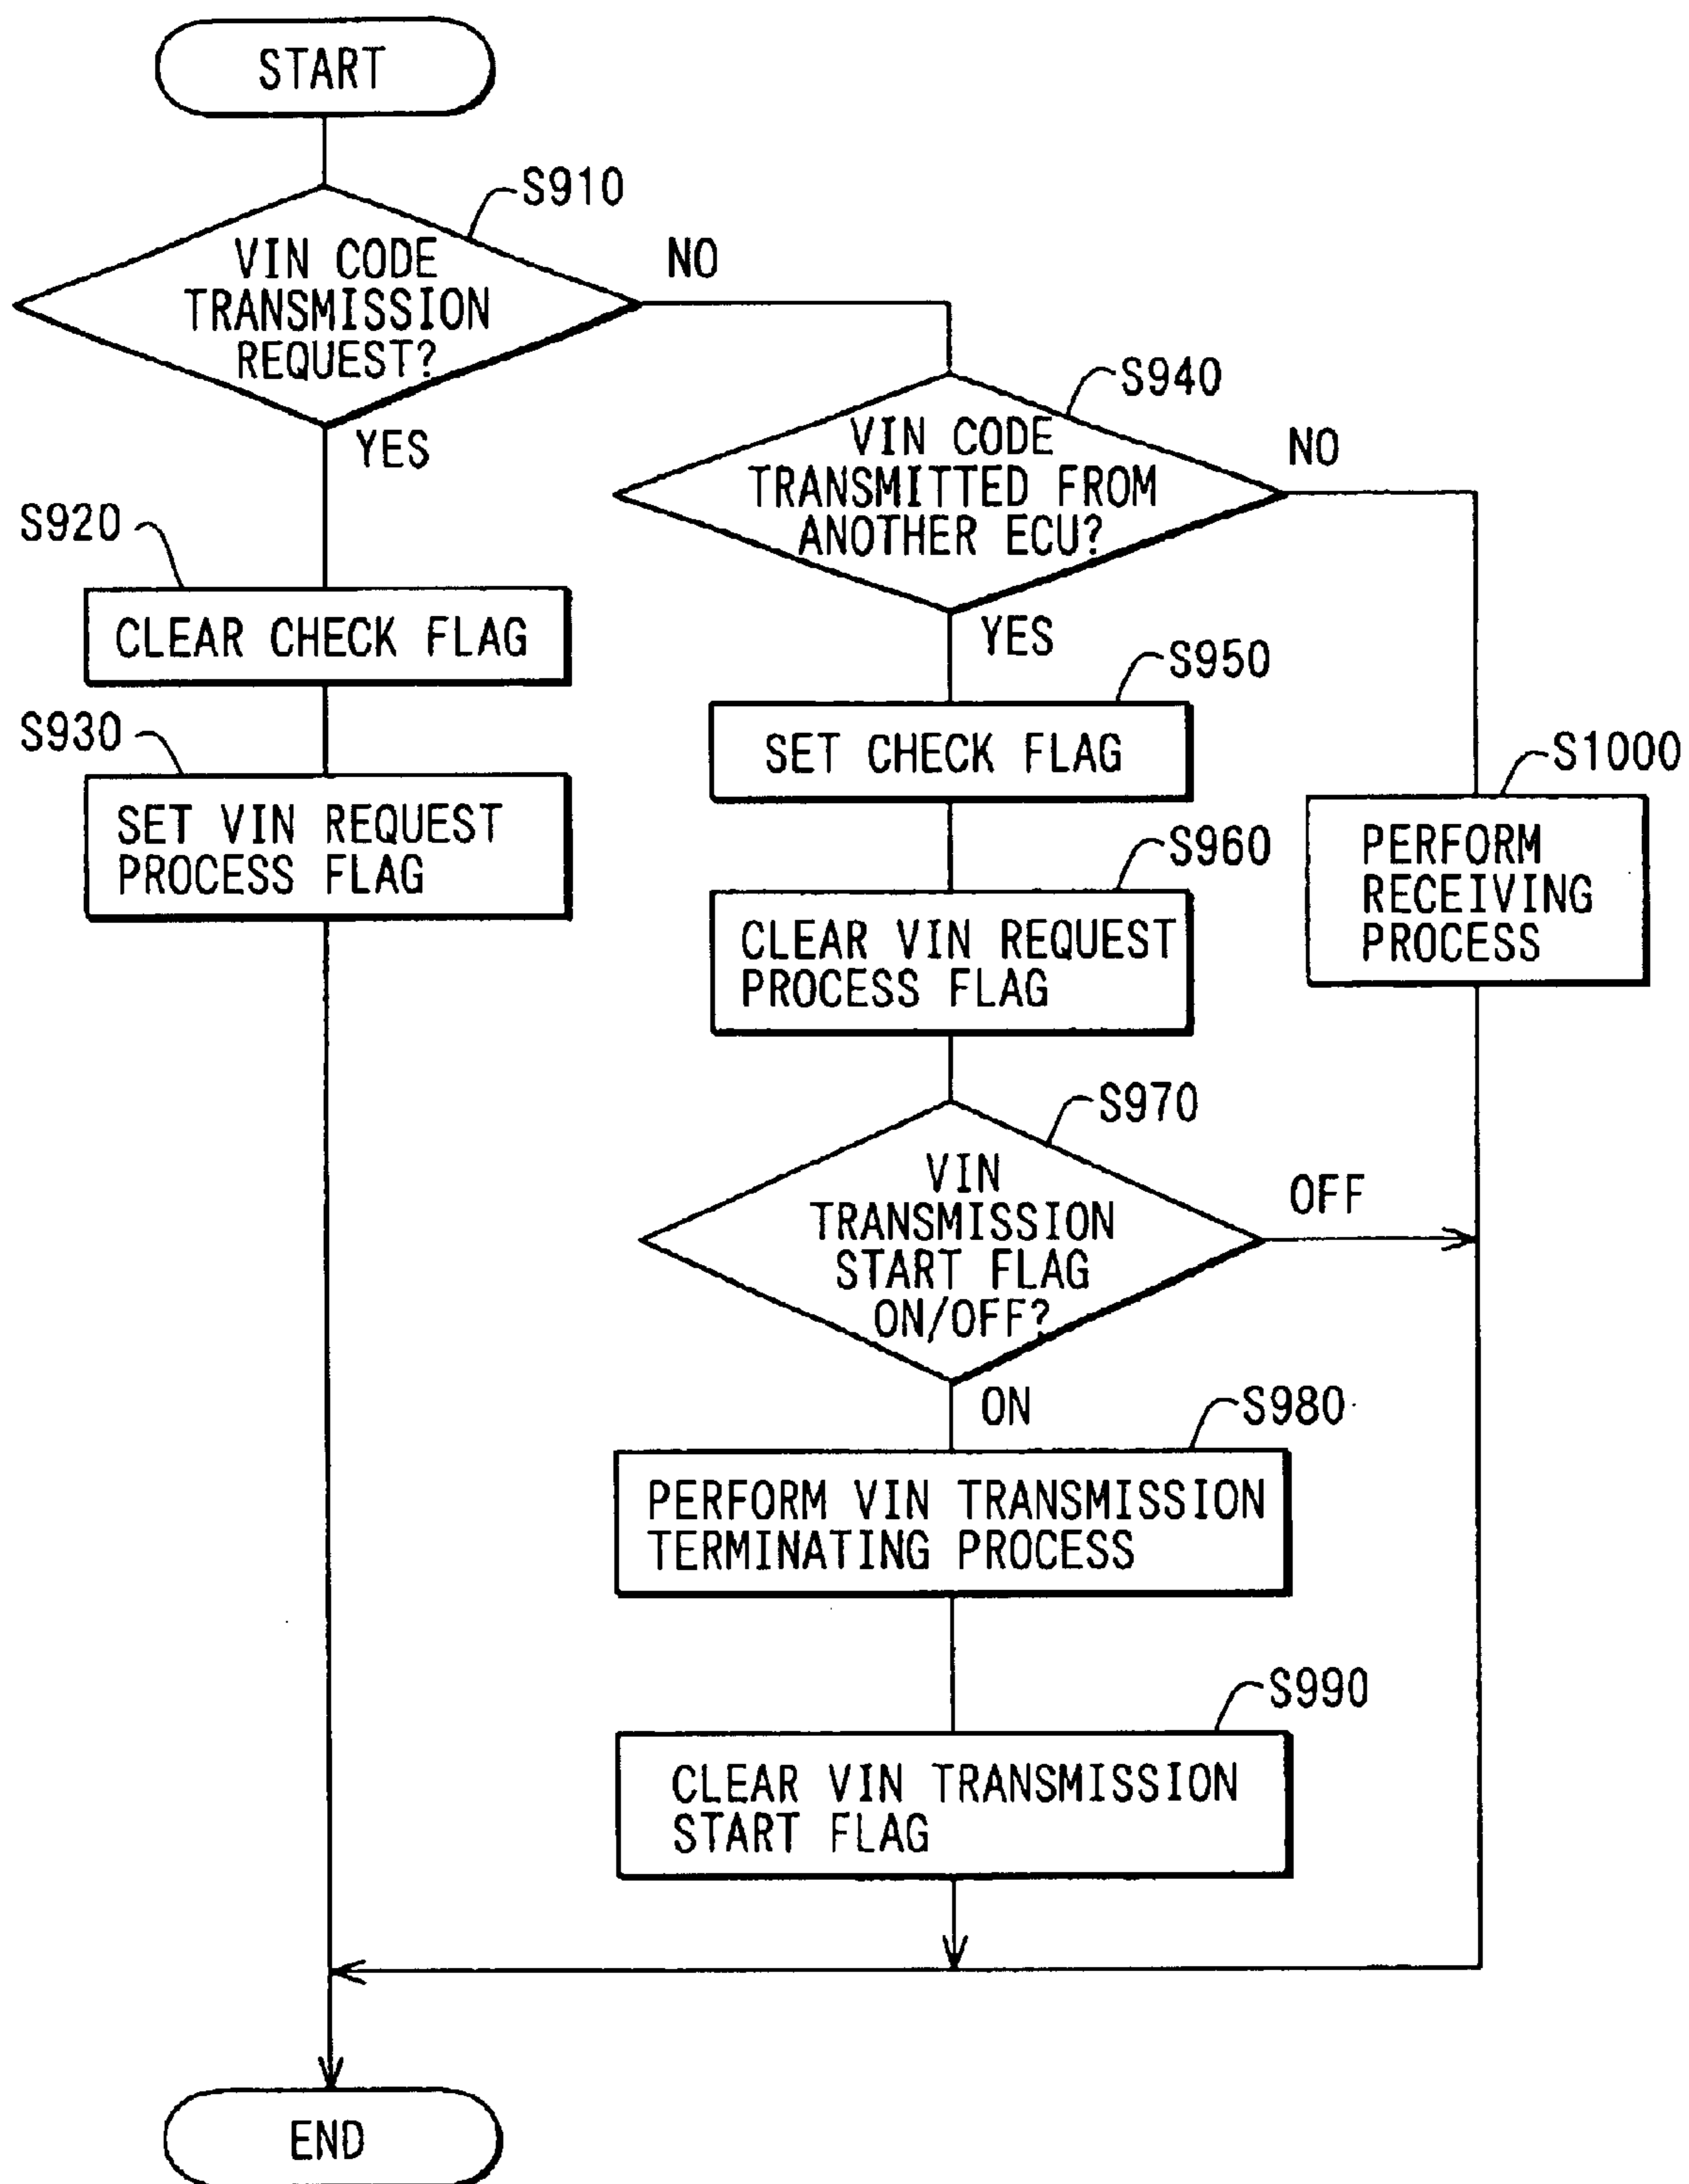 START
S910
VIN CODE
TRANSMISSION
REQUEST?
NO
YES
S940
VIN CODE
TRANSMITTED FROM
ANOTHER ECU?
NO
YES
S920
CLEAR CHECK FLAG
S930
SET VIN REQUEST
PROCESS FLAG
S950
SET CHECK FLAG
S1000
PERFORM
RECEIVING
PROCESS
S960
CLEAR VIN REQUEST
PROCESS FLAG
S970
VIN
TRANSMISSION
START FLAG
ON/OFF?
OFF
ON
S980
PERFORM VIN TRANSMISSION
TERMINATING PROCESS
S990
CLEAR VIN TRANSMISSION
START FLAG
END